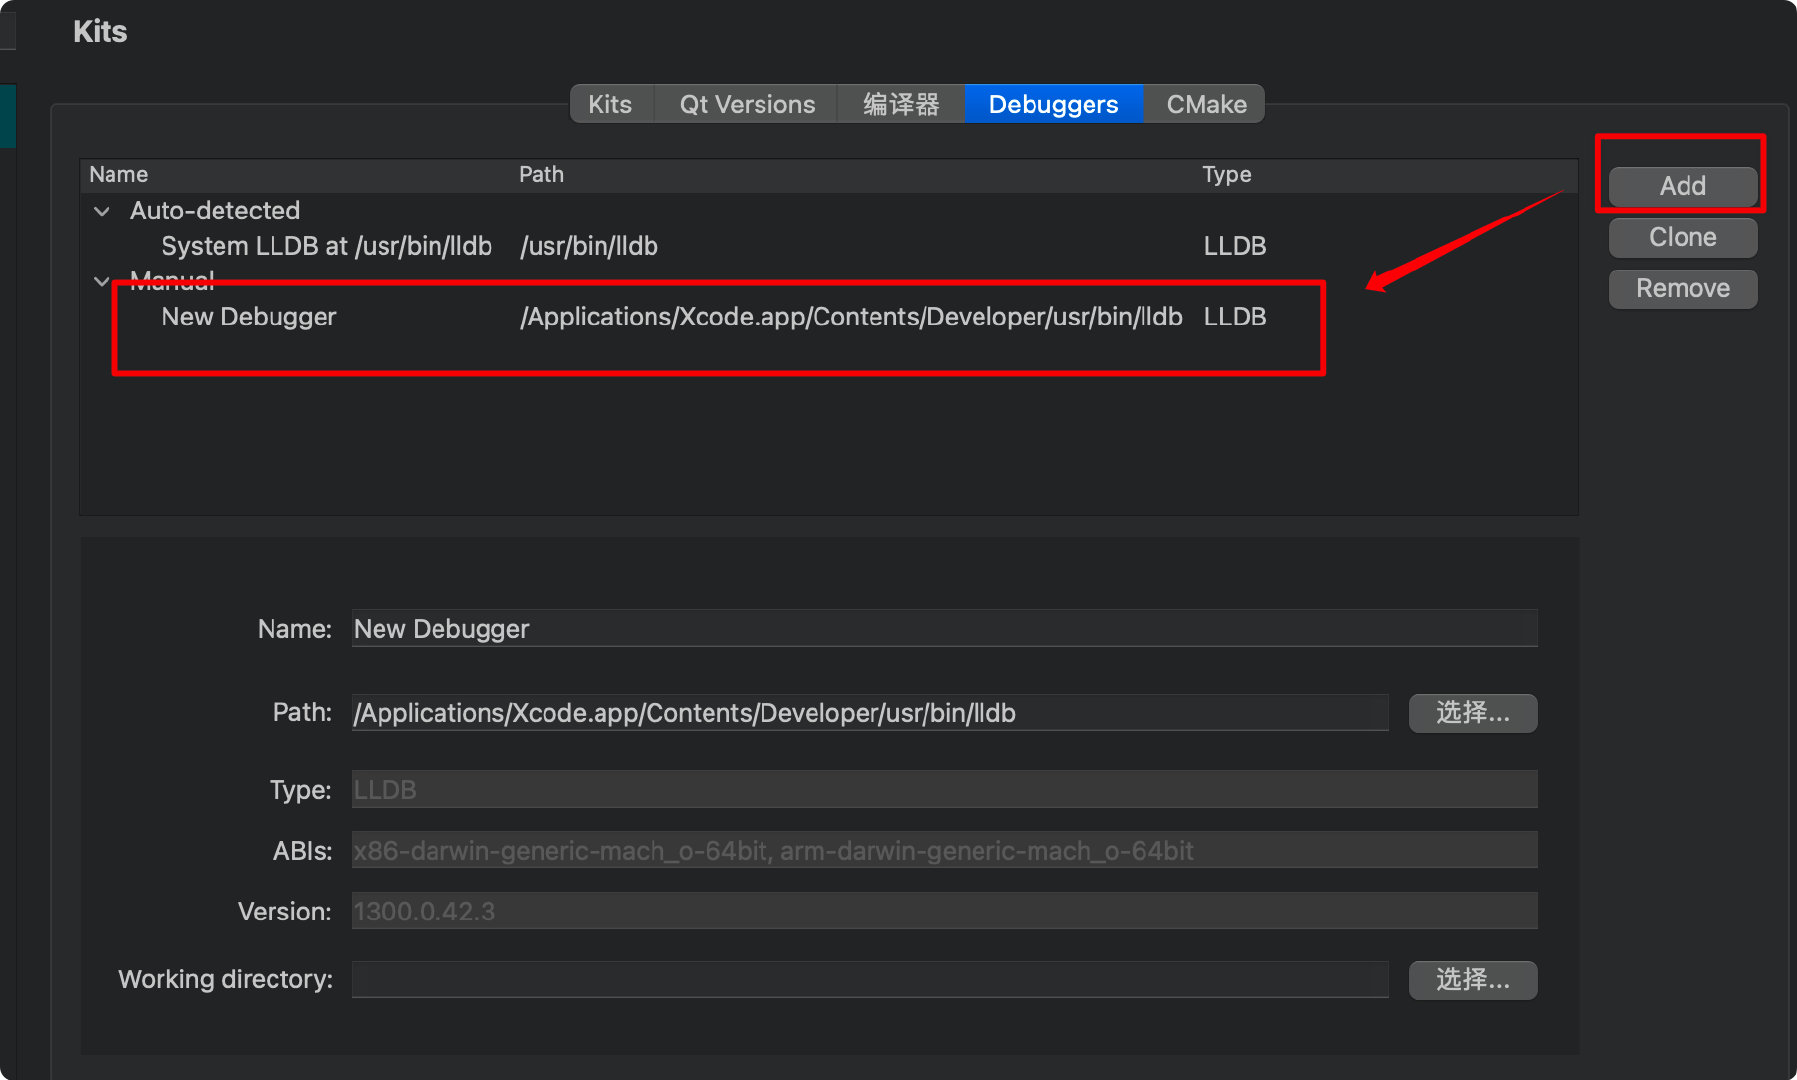 Kits
Kits Qt Versions 编译器 Debuggers CMake
Name Path Type
Auto-detected
System LLDB at /usr/bin/lldb /usr/bin/lldb LLDB
Manual
New Debugger /Applications/Xcode.app/Contents/Developer/usr/bin/lldb LLDB
Add
Clone
Remove
Name: New Debugger
Path: /Applications/Xcode.app/Contents/Developer/usr/bin/lldb 选择...
Type: LLDB
ABIs: x86-darwin-generic-mach_o-64bit, arm-darwin-generic-mach_o-64bit
Version: 1300.0.42.3
Working directory: 选择...